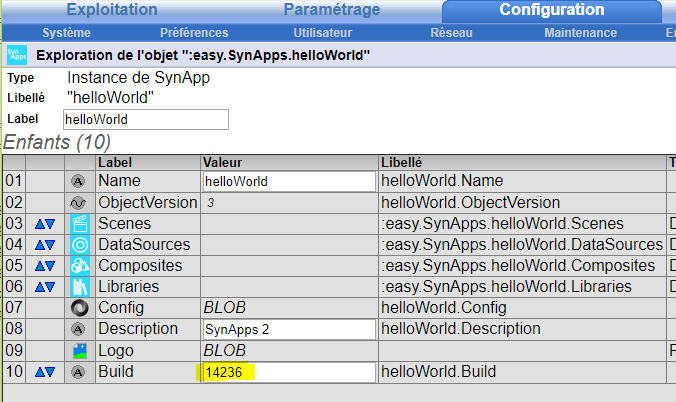 Exploitation Paramétrage Configuration
Système Préférences Utilisateur Réseau Maintenance
Syn Apps Exploration de l'objet ":easy.SynApps.helloWorld"
Type Instance de SynApp
Libellé "helloWorld"
Label helloWorld
Enfants (10)
Label Valeur Libellé
01 A Name helloWorld helloWorld.Name
02 ObjectVersion 3 helloWorld.ObjectVersion
03 Scenes :easy.SynApps.helloWorld.Scenes
04 DataSources :easy.SynApps.helloWorld.DataSources
05 Composites :easy.SynApps.helloWorld.Composites
06 Libraries :easy.SynApps.helloWorld.Libraries
07 Config BLOB helloWorld.Config
08 A Description SynApps 2 helloWorld.Description
09 Logo BLOB
10 A Build 14236 helloWorld.Build